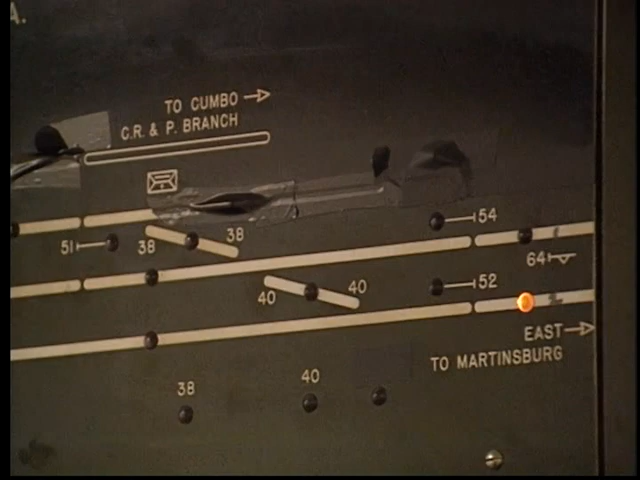 A.
TO CUMBO
C.R. & P. BRANCH
54
51
38
38
64
40
40
52
EAST
TO MARTINSBURG
38
40